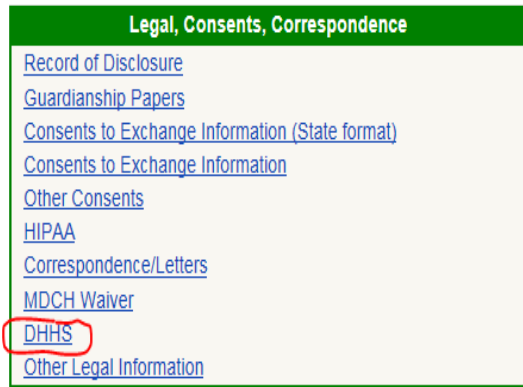 Legal, Consents, Correspondence
Record of Disclosure
Guardianship Papers
Consents to Exchange Information (State format)
Consents to Exchange Information
Other Consents
HIPAA
Correspondence/Letters
MDCH Waiver
DHHS
Other Legal Information